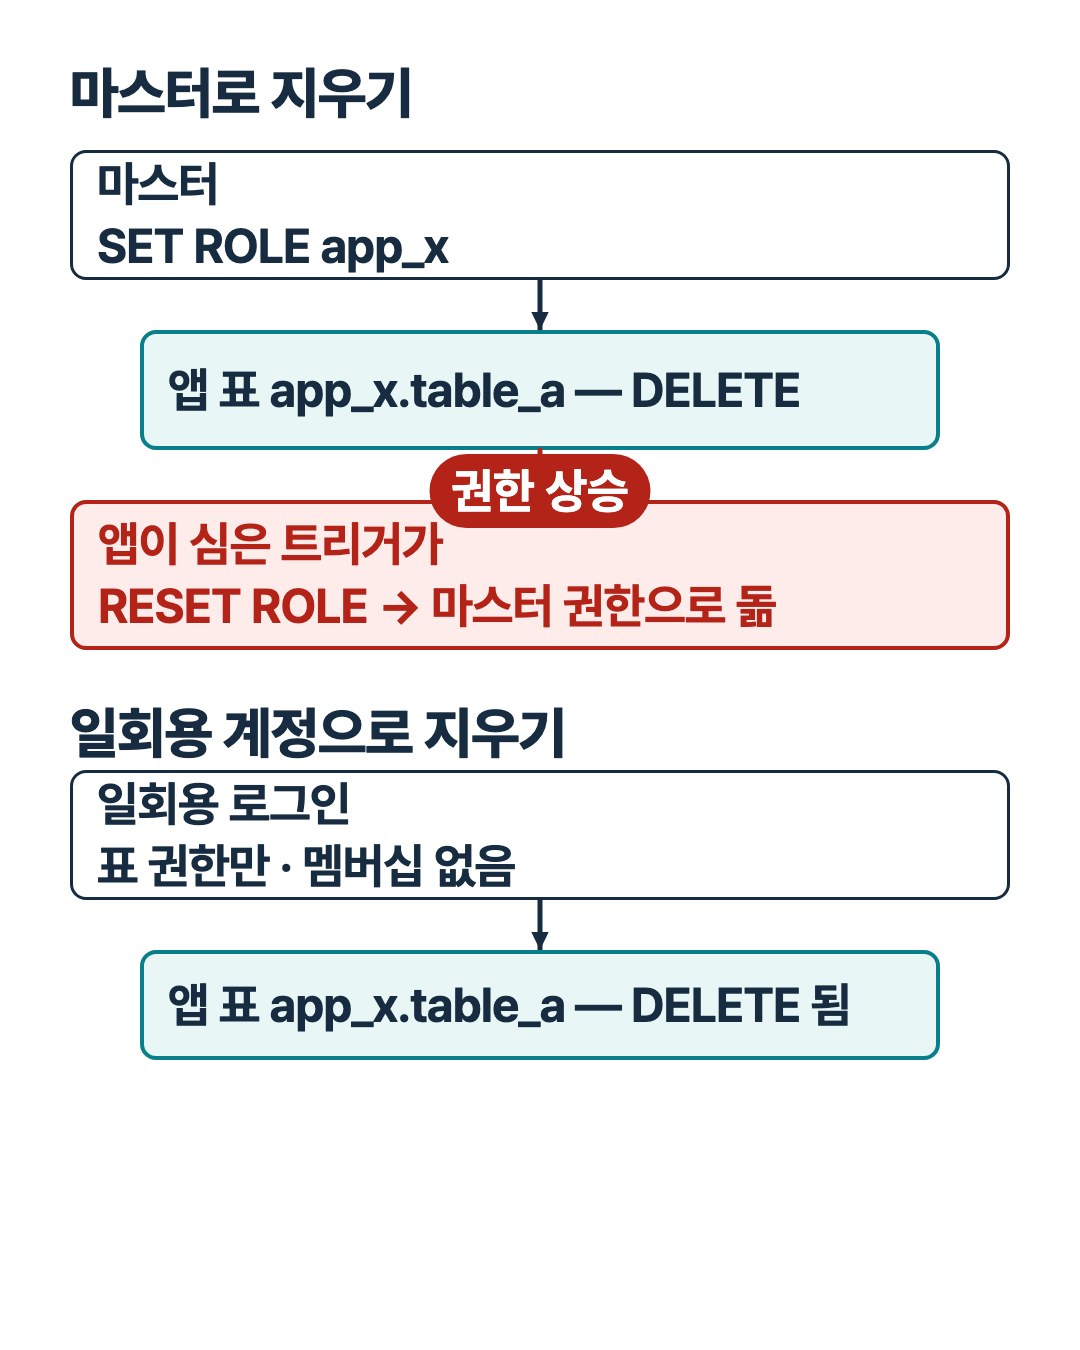 마스터로 지우기
마스터
SET ROLE app_x
앱 표 app_x.table_a — DELETE
권한 상승
앱이 심은 트리거가
RESET ROLE → 마스터 권한으로 돎
일회용 계정으로 지우기
일회용 로그인
표 권한만 · 멤버십 없음
앱 표 app_x.table_a — DELETE 됨